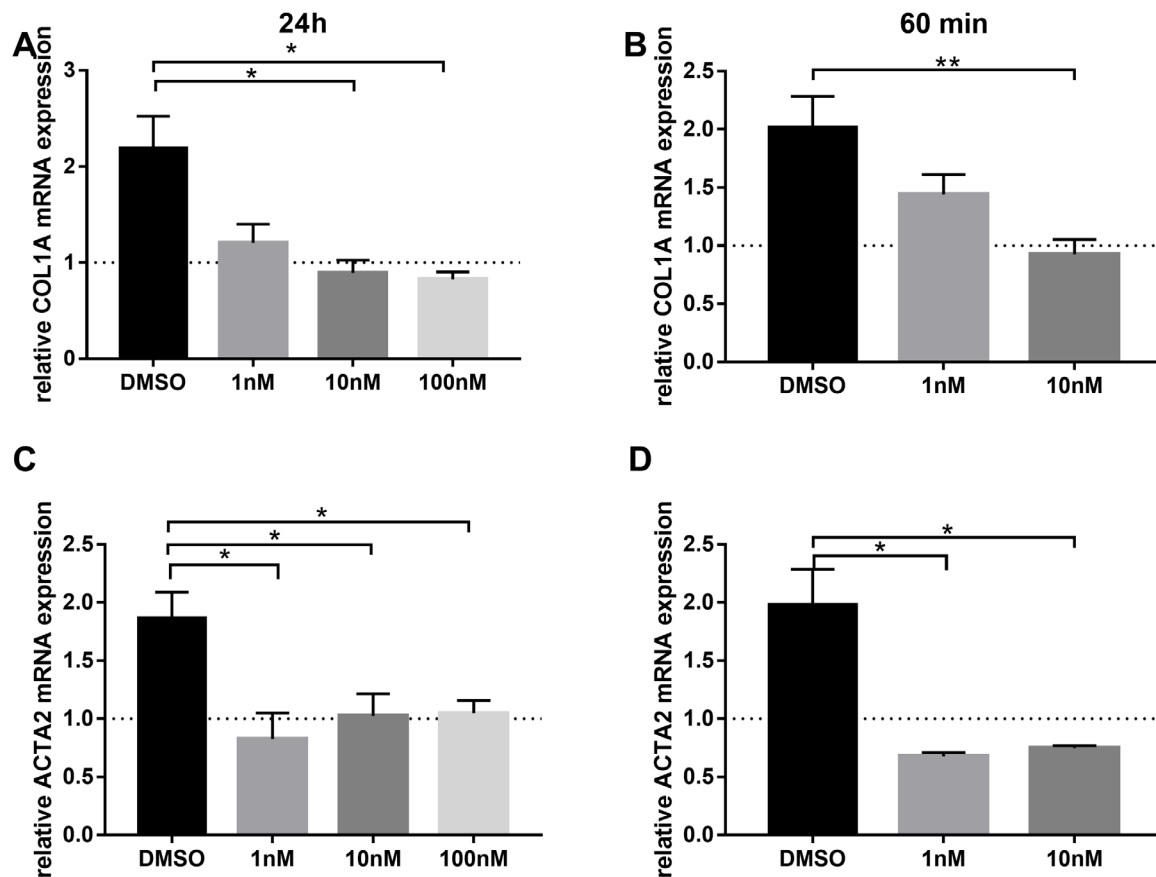 24h
60 min
A
relative COL1A mRNA expression
3
2
1
0
*
*
DMSO 1nM 10nM 100nM
B
relative COL1A mRNA expression
2.5
2.0
1.5
1.0
0.5
0.0
**
DMSO 1nM 10nM
C
relative ACTA2 mRNA expression
2.5
2.0
1.5
1.0
0.5
0.0
*
*
*
DMSO 1nM 10nM 100nM
D
relative ACTA2 mRNA expression
2.5
2.0
1.5
1.0
0.5
0.0
*
*
DMSO 1nM 10nM